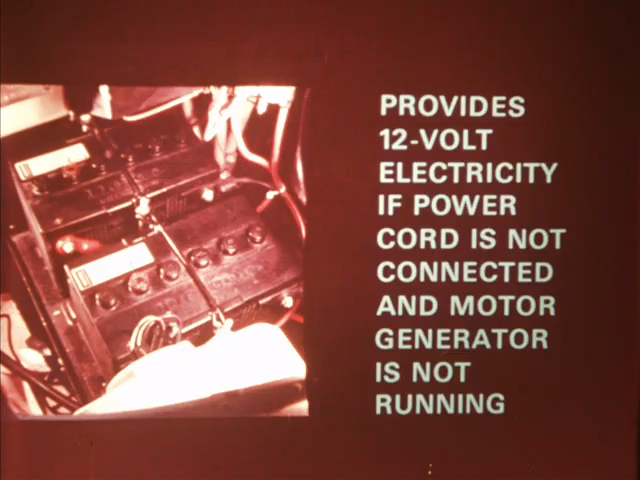 PROVIDES
12-VOLT
ELECTRICITY
IF POWER
CORD IS NOT
CONNECTED
AND MOTOR
GENERATOR
IS NOT
RUNNING